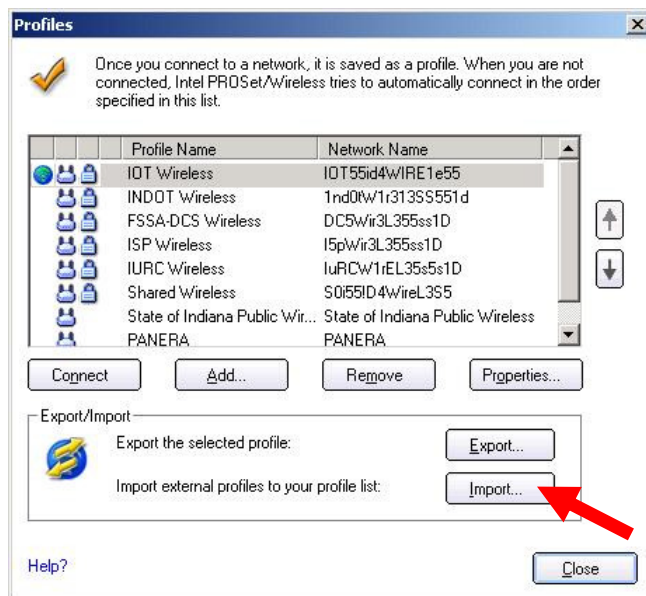 Profiles
Once you connect to a network, it is saved as a profile. When you are not
connected, Intel PROSet/Wireless tries to automatically connect in the order
specified in this list.
Profile Name Network Name
IOT Wireless IOT55id4WIRE1e55
INDOT Wireless 1nd0tW1r313SS551d
FSSA-DCS Wireless DC5Wir3L355ss1D
ISP Wireless I5pWir3L355ss1D
IURC Wireless IuRCW1rEL35s5s1D
Shared Wireless S0i55ID4WireL3S5
State of Indiana Public Wir... State of Indiana Public Wireless
PANERA PANERA
Connect Add... Remove Properties...
Export/Import
Export the selected profile: Export...
Import external profiles to your profile list: Import...
Help? Close